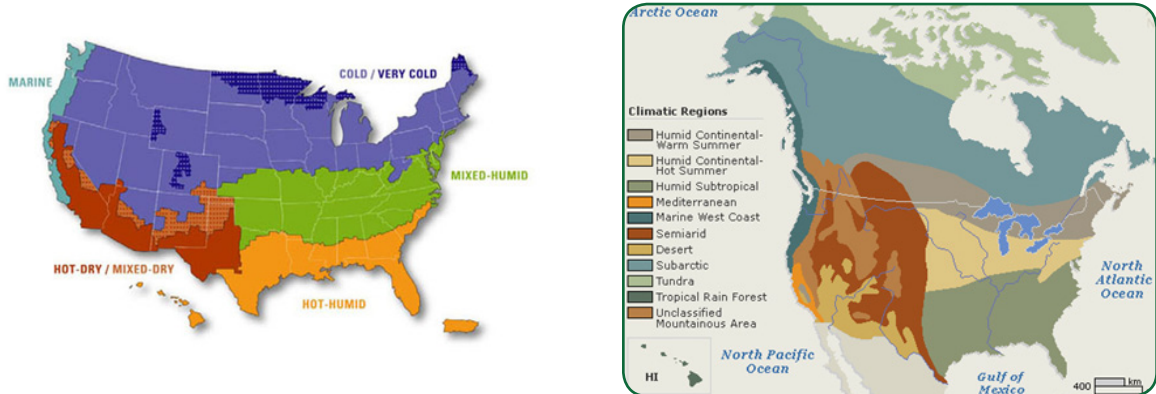 MARINE
COLD / VERY COLD
MIXED-HUMID
HOT-DRY / MIXED-DRY
HOT-HUMID
Arctic Ocean
Climatic Regions
Humid Continental-
Warm Summer
Humid Continental-
Hot Summer
Humid Subtropical
Mediterranean
Marine West Coast
Semiarid
Desert
Subarctic
Tundra
Tropical Rain Forest
Unclassified
Mountainous Area
HI
North Pacific
Ocean
North
Atlantic
Ocean
Gulf of
Mexico
400 km